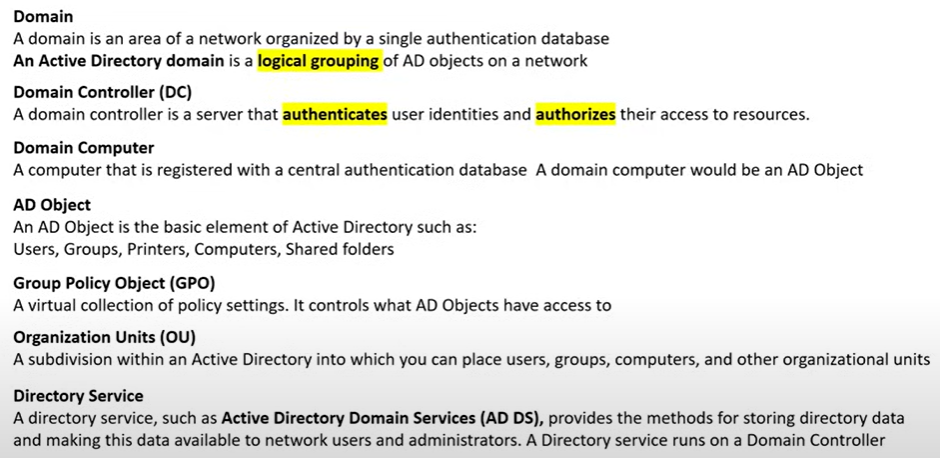 Domain
A domain is an area of a network organized by a single authentication database
An Active Directory domain is a logical grouping of AD objects on a network
Domain Controller (DC)
A domain controller is a server that authenticates user identities and authorizes their access to resources.
Domain Computer
A computer that is registered with a central authentication database  A domain computer would be an AD Object
AD Object
An AD Object is the basic element of Active Directory such as:
Users, Groups, Printers, Computers, Shared folders
Group Policy Object (GPO)
A virtual collection of policy settings. It controls what AD Objects have access to
Organization Units (OU)
A subdivision within an Active Directory into which you can place users, groups, computers, and other organizational units
Directory Service
A directory service, such as Active Directory Domain Services (AD DS), provides the methods for storing directory data
and making this data available to network users and administrators. A Directory service runs on a Domain Controller